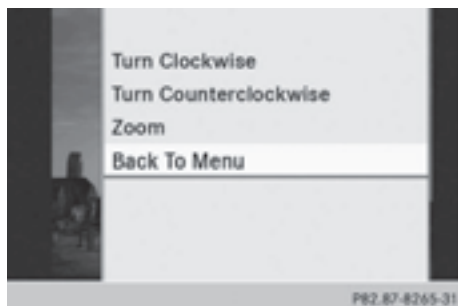 Turn Clockwise
Turn Counterclockwise
Zoom
Back To Menu
P82.87-8265-31